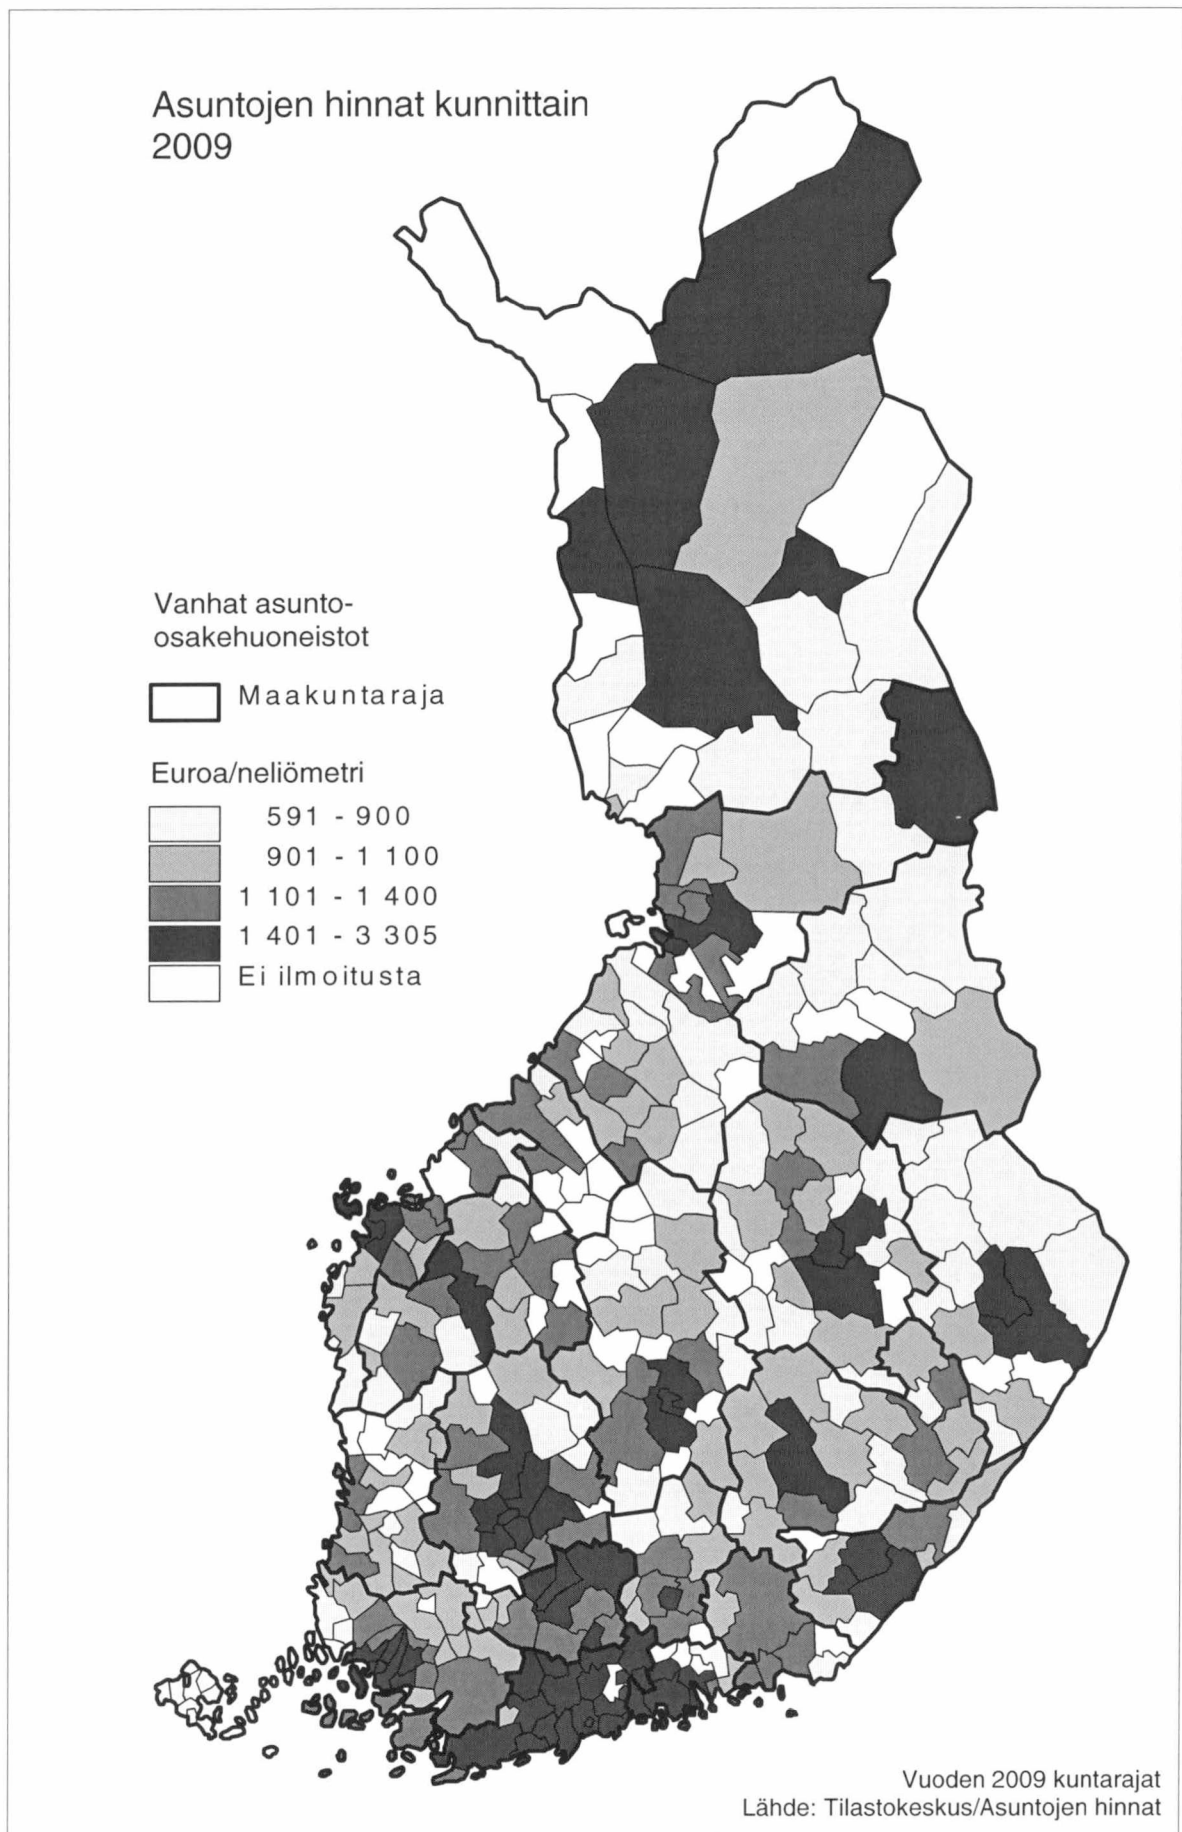 Asuntojen hinnat kunnittain
2009
Vanhat asunto-
osakehuoneistot
Maakuntaraja
Euroa/neliömetri
591 - 900
901 - 1 100
1 101 - 1 400
1 401 - 3 305
Ei ilmoitusta
Vuoden 2009 kuntarajat
Lähde: Tilastokeskus/Asuntojen hinnat